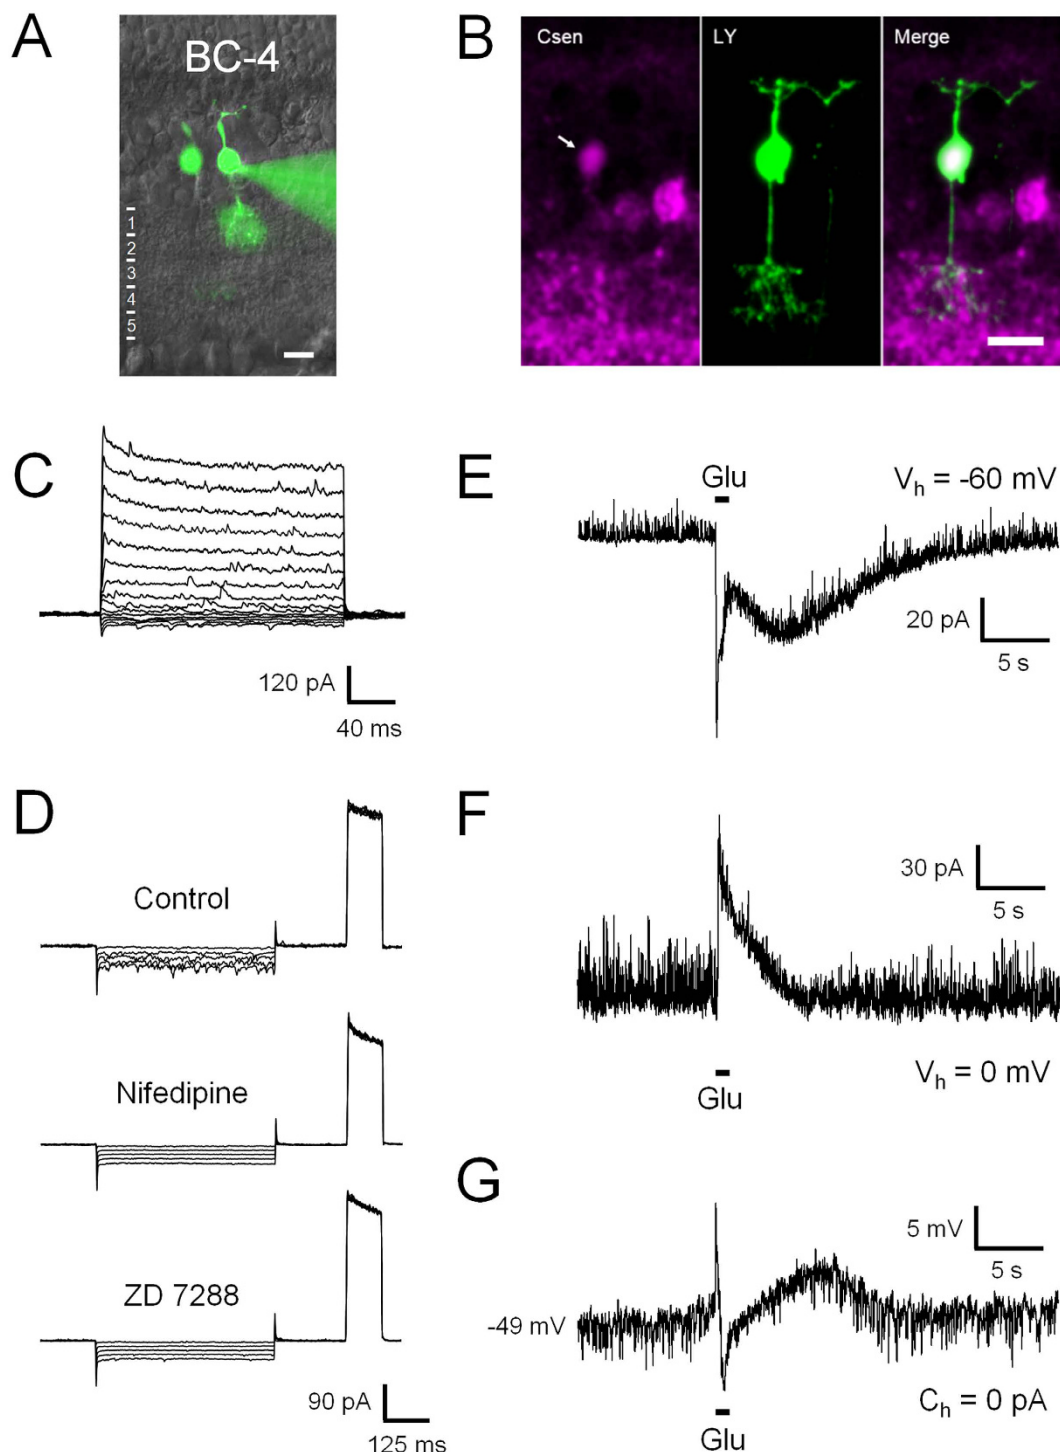 A
BC-4
1
2
3
4
5
B
Csen
LY
Merge
C
120 pA
40 ms
D
Control
Nifedipine
ZD 7288
90 pA
125 ms
E
Glu
Vh = -60 mV
20 pA
5 s
F
30 pA
5 s
Glu
Vh = 0 mV
G
5 mV
5 s
-49 mV
Ch = 0 pA
Glu